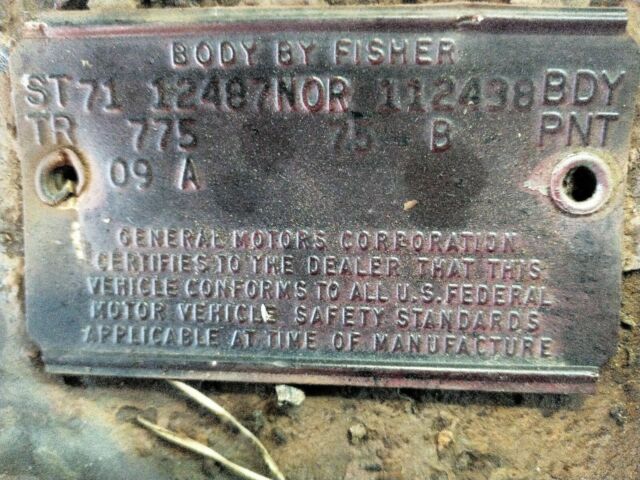 BODY BY FISHER
ST71 12487NOR 112438 BDY
TR 775 75 B PNT
09 A
GENERAL MOTORS CORPORATION
CERTIFIES TO THE DEALER THAT THIS
VEHICLE CONFORMS TO ALL U.S. FEDERAL
MOTOR VEHICLE SAFETY STANDARDS
APPLICABLE AT TIME OF MANUFACTURE